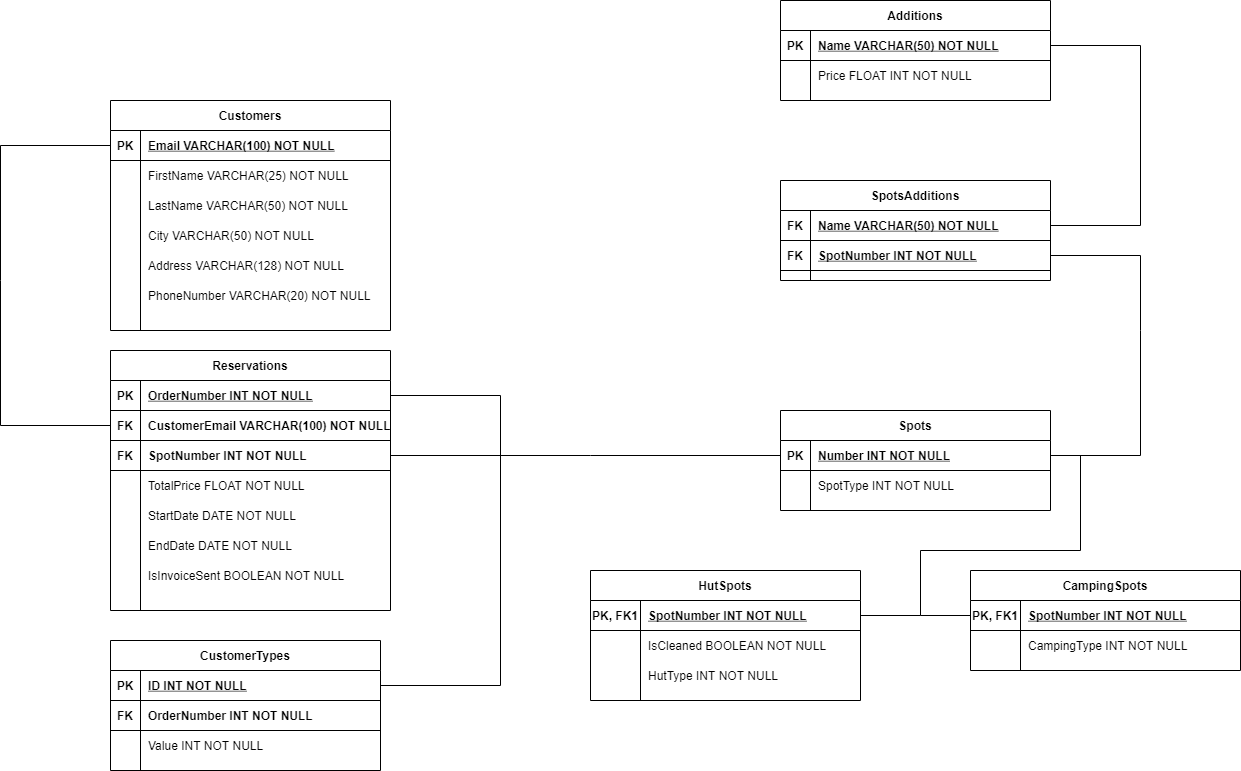 Additions
PK Name VARCHAR(50) NOT NULL
Price FLOAT INT NOT NULL
Customers
PK Email VARCHAR(100) NOT NULL
FirstName VARCHAR(25) NOT NULL
LastName VARCHAR(50) NOT NULL
City VARCHAR(50) NOT NULL
Address VARCHAR(128) NOT NULL
PhoneNumber VARCHAR(20) NOT NULL
SpotsAdditions
FK Name VARCHAR(50) NOT NULL
FK SpotNumber INT NOT NULL
Reservations
PK OrderNumber INT NOT NULL
FK CustomerEmail VARCHAR(100) NOT NULL
FK SpotNumber INT NOT NULL
TotalPrice FLOAT NOT NULL
StartDate DATE NOT NULL
EndDate DATE NOT NULL
IsInvoiceSent BOOLEAN NOT NULL
Spots
PK Number INT NOT NULL
SpotType INT NOT NULL
HutSpots
PK, FK1 SpotNumber INT NOT NULL
IsCleaned BOOLEAN NOT NULL
HutType INT NOT NULL
CampingSpots
PK, FK1 SpotNumber INT NOT NULL
CampingType INT NOT NULL
CustomerTypes
PK ID INT NOT NULL
FK OrderNumber INT NOT NULL
Value INT NOT NULL